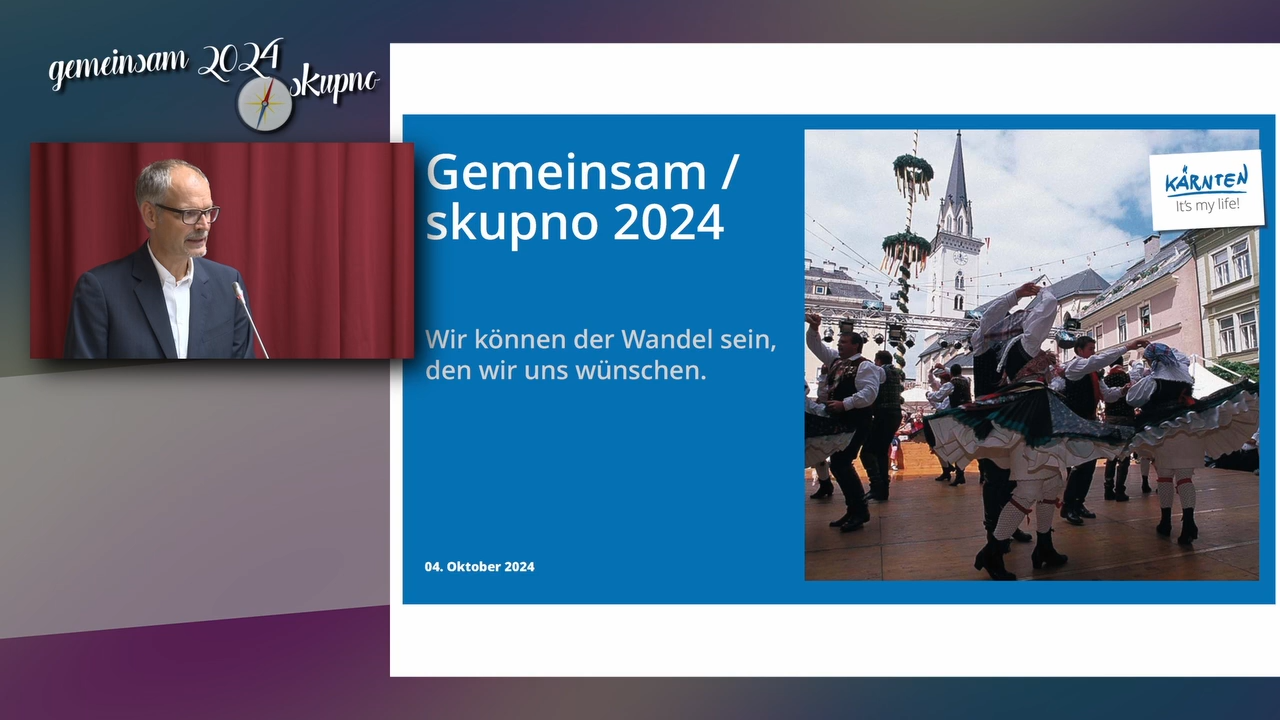 gemeinsam 2024
skupno
Gemeinsam /
skupno 2024
Wir können der Wandel sein,
den wir uns wünschen.
04. Oktober 2024
KÄRNTEN
It's my life!